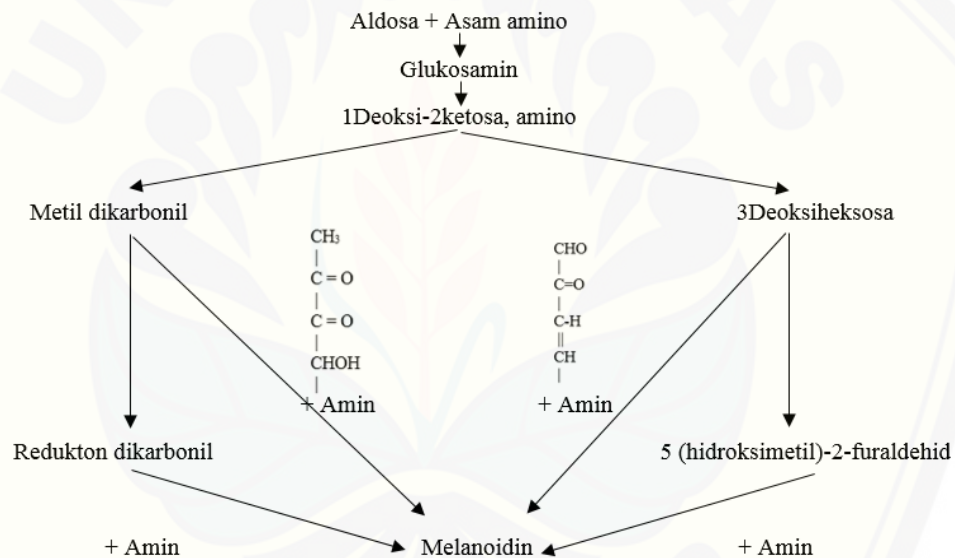 Aldosa + Asam amino
Glukosamin
1Deoksi-2ketosa, amino
Metil dikarbonil
3Deoksiheksosa
CH₃
C = O
C = O
CHOH
+ Amin
CHO
C=O
C-H
CH
+ Amin
Redukton dikarbonil
5 (hidroksimetil)-2-furaldehid
+ Amin
Melanoidin
+ Amin